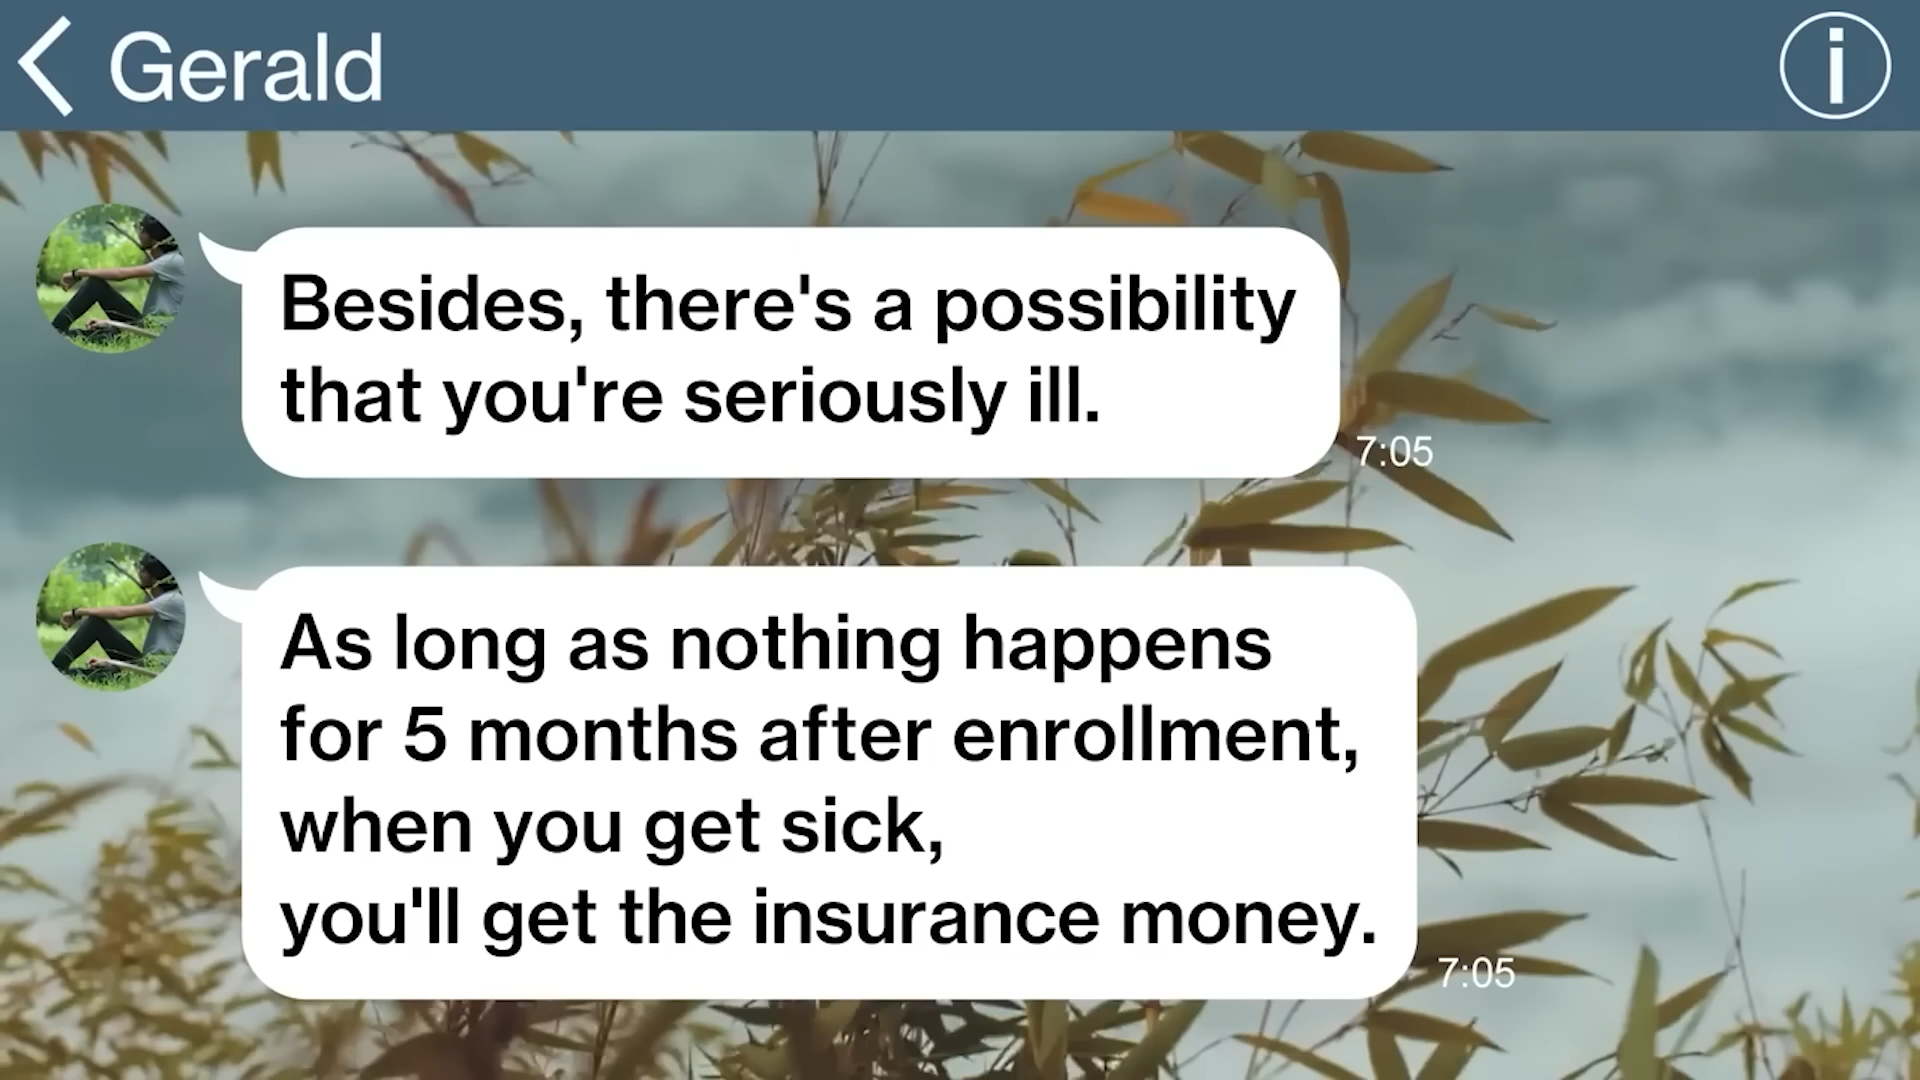 Gerald
Besides, there's a possibility
that you're seriously ill.
7:05
As long as nothing happens
for 5 months after enrollment,
when you get sick,
you'll get the insurance money.
7:05